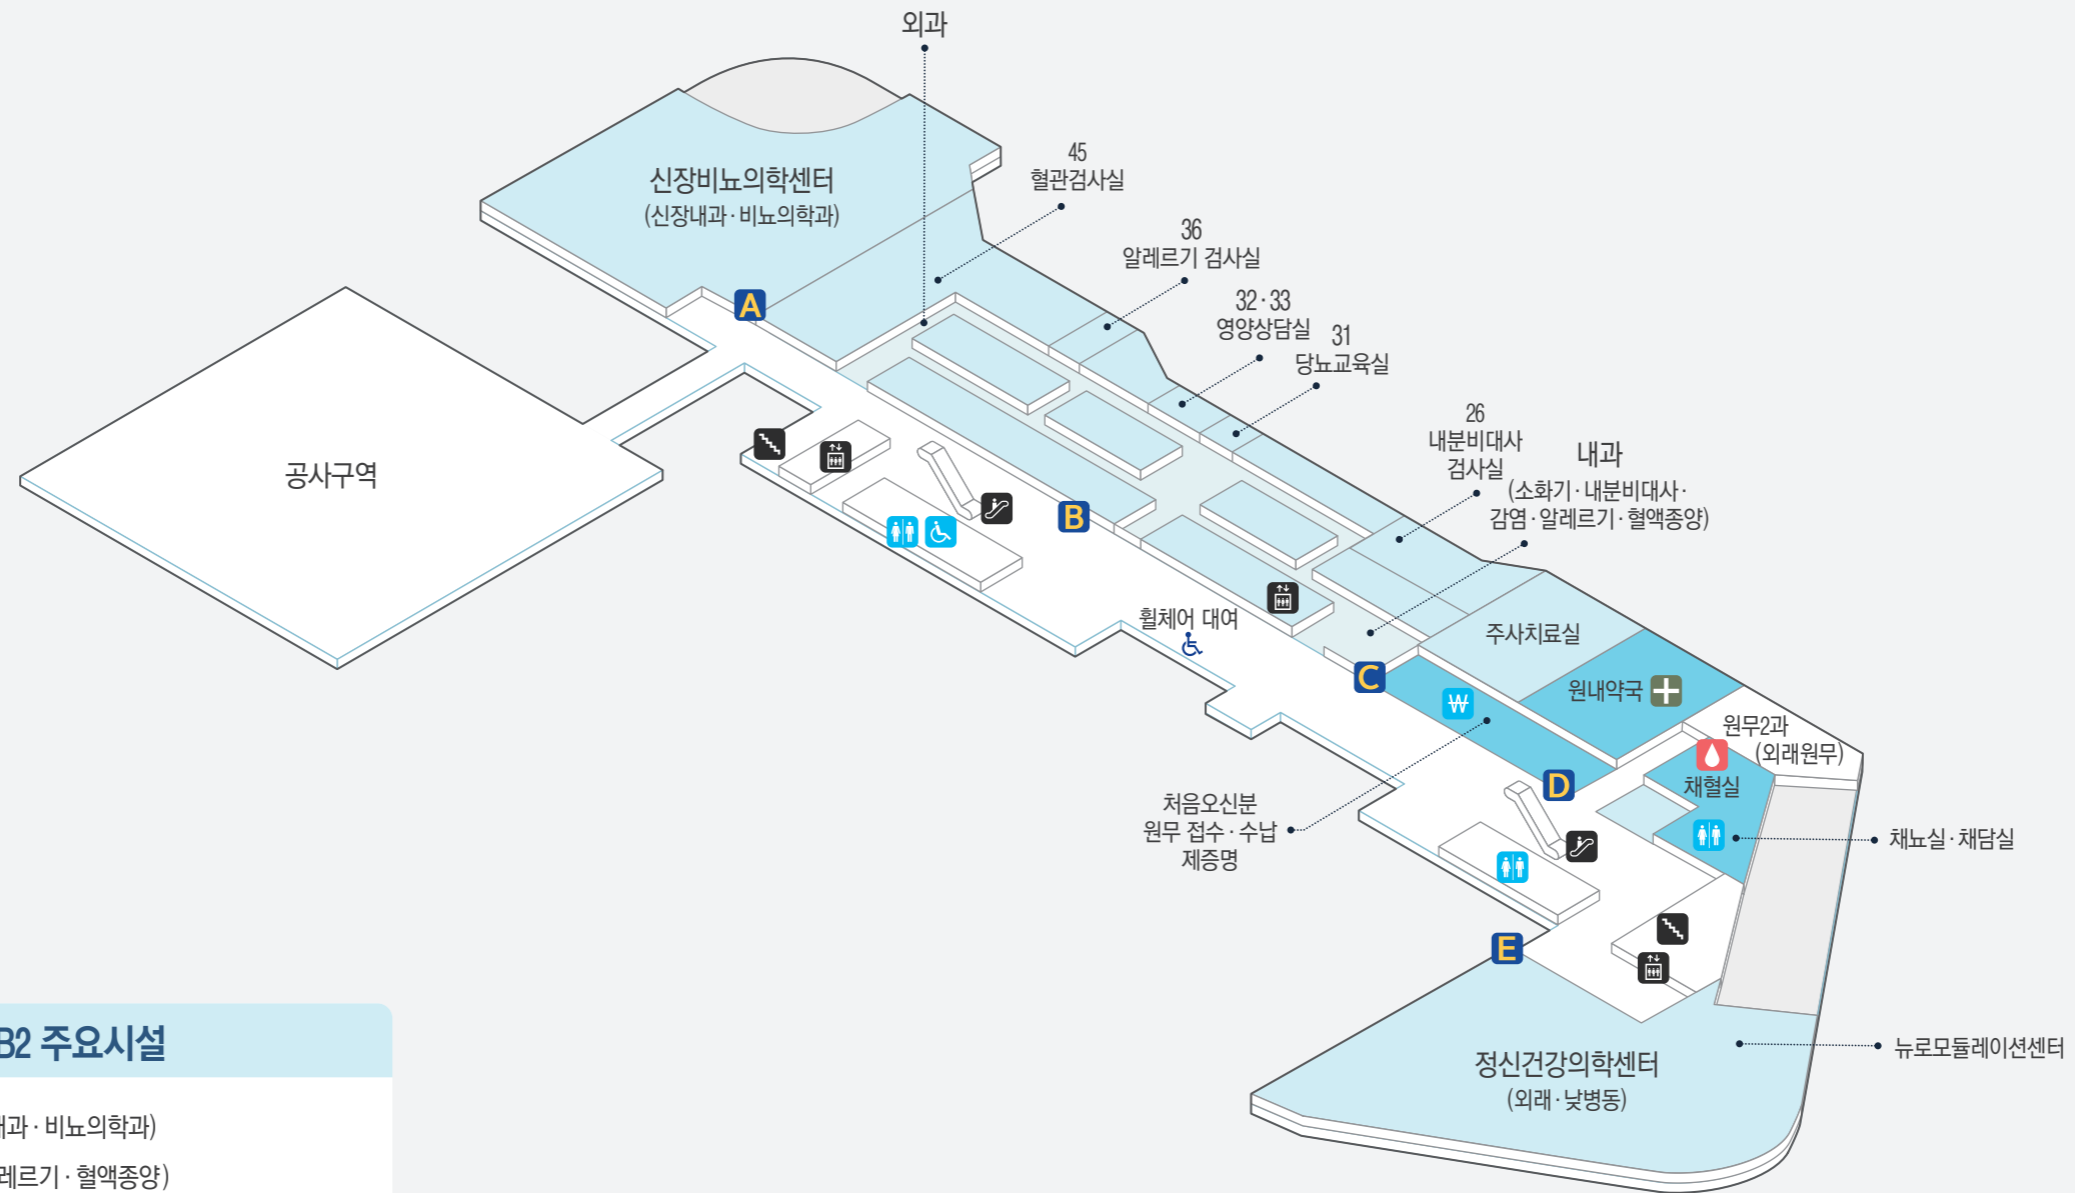 외과
45
혈관검사실
신장비뇨의학센터
(신장내과·비뇨의학과)
36
알레르기 검사실
32·33
영양상담실
31
당뇨교육실
A
26
내분비대사
검사실
내과
(소화기·내분비대사·
감염·알레르기·혈액종양)
공사구역
B
휠체어 대여
주사치료실
C
원내약국
₩
원무2과
(외래원무)
D
채혈실
처음오신분
원무 접수·수납
제증명
채뇨실·채담실
E
뉴로모듈레이션센터
정신건강의학센터
(외래·낮병동)
B2 주요시설
내과·비뇨의학과)
레르기·혈액종양)